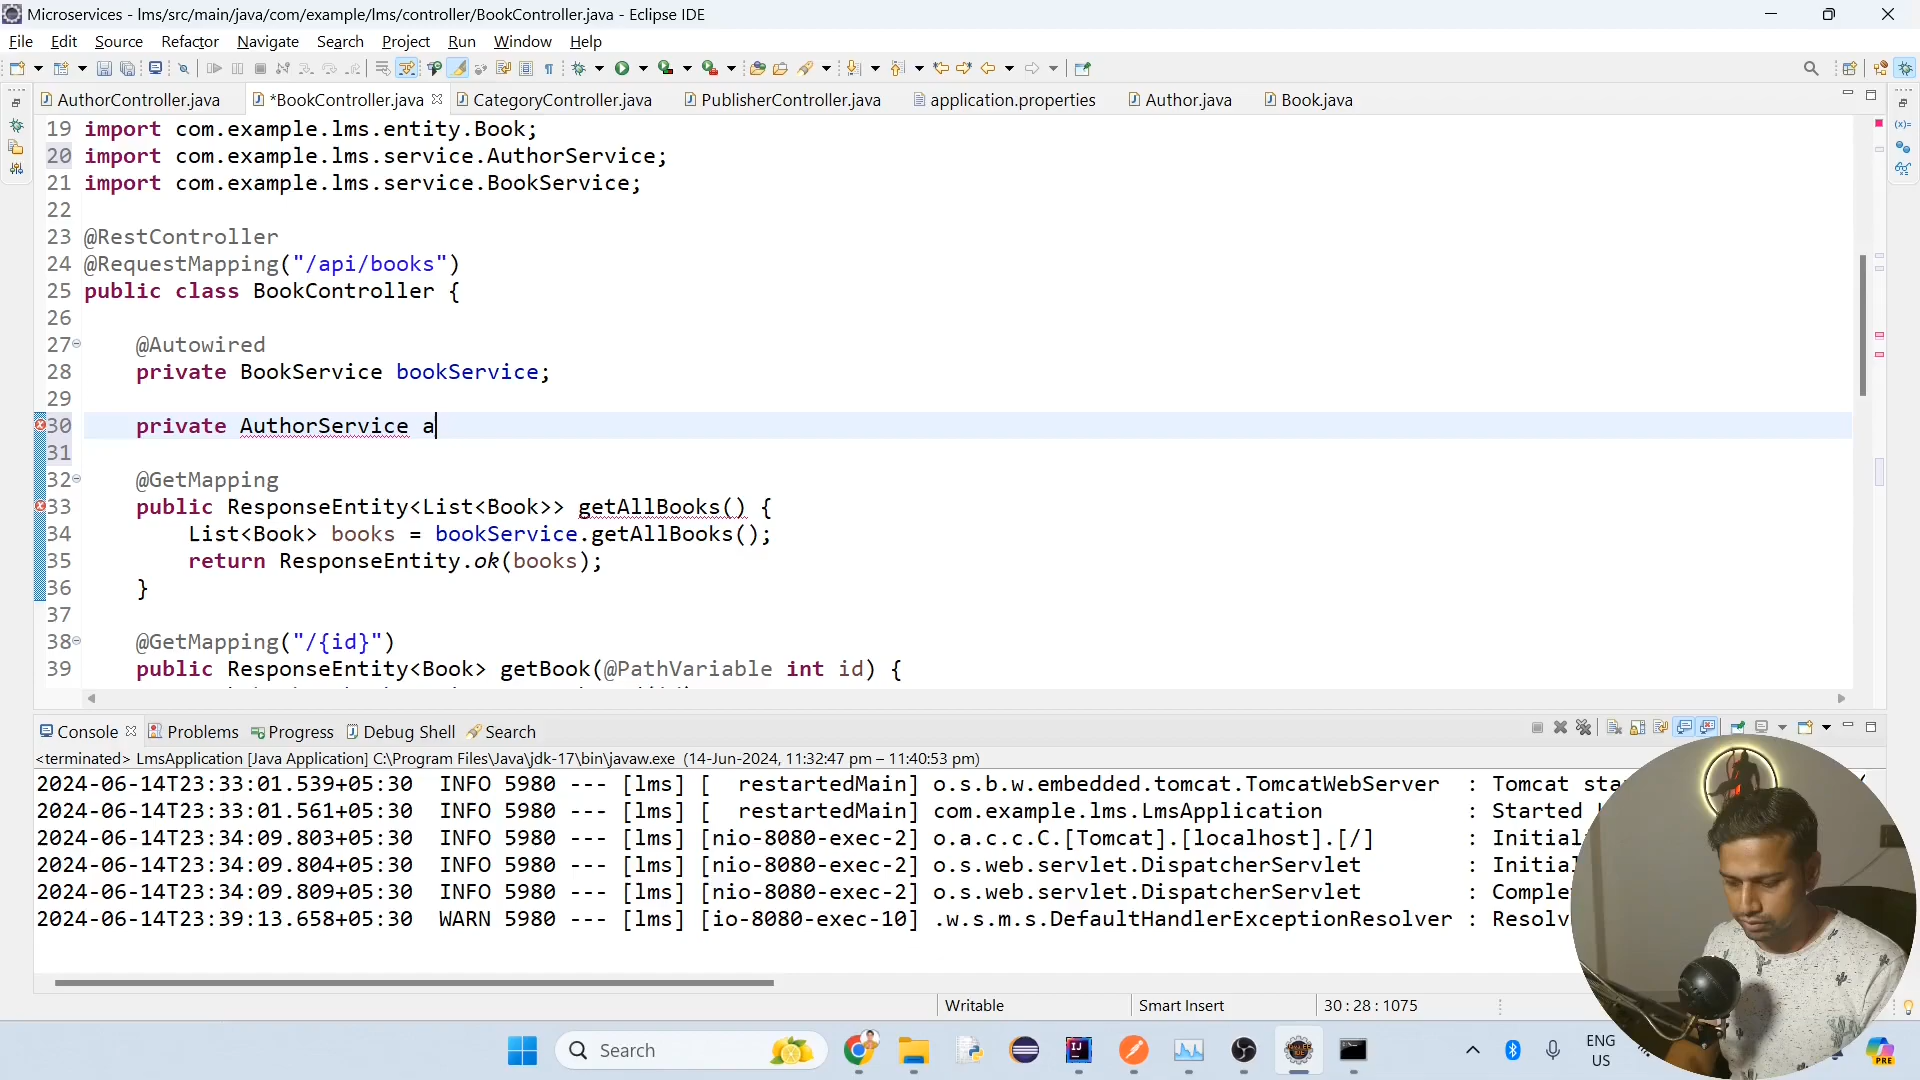 Microservices - lms/src/main/java/com/example/lms/controller/BookController.java - Eclipse IDE
File Edit Source Refactor Navigate Search Project Run Window Help
AuthorController.java *BookController.java CategoryController.java PublisherController.java application.properties Author.java Book.java
19 import com.example.lms.entity.Book;
20 import com.example.lms.service.AuthorService;
21 import com.example.lms.service.BookService;
22
23 @RestController
24 @RequestMapping("/api/books")
25 public class BookController {
26
27 @Autowired
28 private BookService bookService;
29
30 private AuthorService a
31
32 @GetMapping
33 public ResponseEntity<List<Book>> getAllBooks() {
34 List<Book> books = bookService.getAllBooks();
35 return ResponseEntity.ok(books);
36 }
37
38 @GetMapping("/{id}")
39 public ResponseEntity<Book> getBook(@PathVariable int id) {
Console Problems Progress Debug Shell Search
<terminated> LmsApplication [Java Application] C:\Program Files\Java\jdk-17\bin\javaw.exe (14-Jun-2024, 11:32:47 pm – 11:40:53 pm)
2024-06-14T23:33:01.539+05:30 INFO 5980 --- [lms] [ restartedMain] o.s.b.w.embedded.tomcat.TomcatWebServer : Tomcat sta
2024-06-14T23:33:01.561+05:30 INFO 5980 --- [lms] [ restartedMain] com.example.lms.LmsApplication : Started
2024-06-14T23:34:09.803+05:30 INFO 5980 --- [lms] [nio-8080-exec-2] o.a.c.c.C.[Tomcat].[localhost].[/] : Initial
2024-06-14T23:34:09.804+05:30 INFO 5980 --- [lms] [nio-8080-exec-2] o.s.web.servlet.DispatcherServlet : Initial
2024-06-14T23:34:09.809+05:30 INFO 5980 --- [lms] [nio-8080-exec-2] o.s.web.servlet.DispatcherServlet : Comple
2024-06-14T23:39:13.658+05:30 WARN 5980 --- [lms] [io-8080-exec-10] .w.s.m.s.DefaultHandlerExceptionResolver : Resolv
Writable Smart Insert 30 : 28 : 1075
Search
ENG
US
PRE